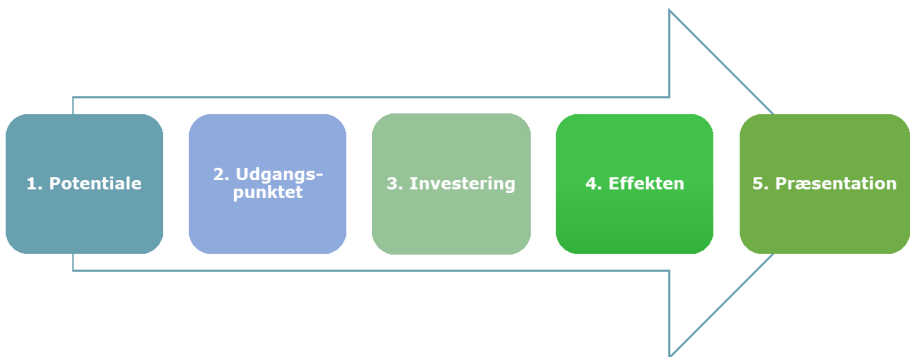 1. Potentiale
2. Udgangs-
punktet
3. Investering
4. Effekten
5. Præsentation